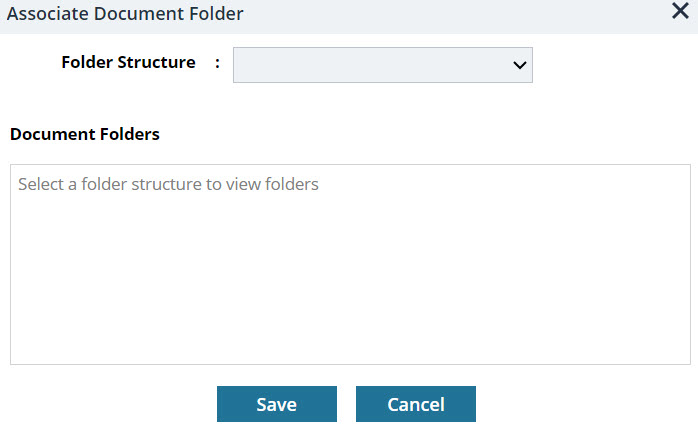 Associate Document Folder
Folder Structure :
Document Folders
Select a folder structure to view folders
Save Cancel